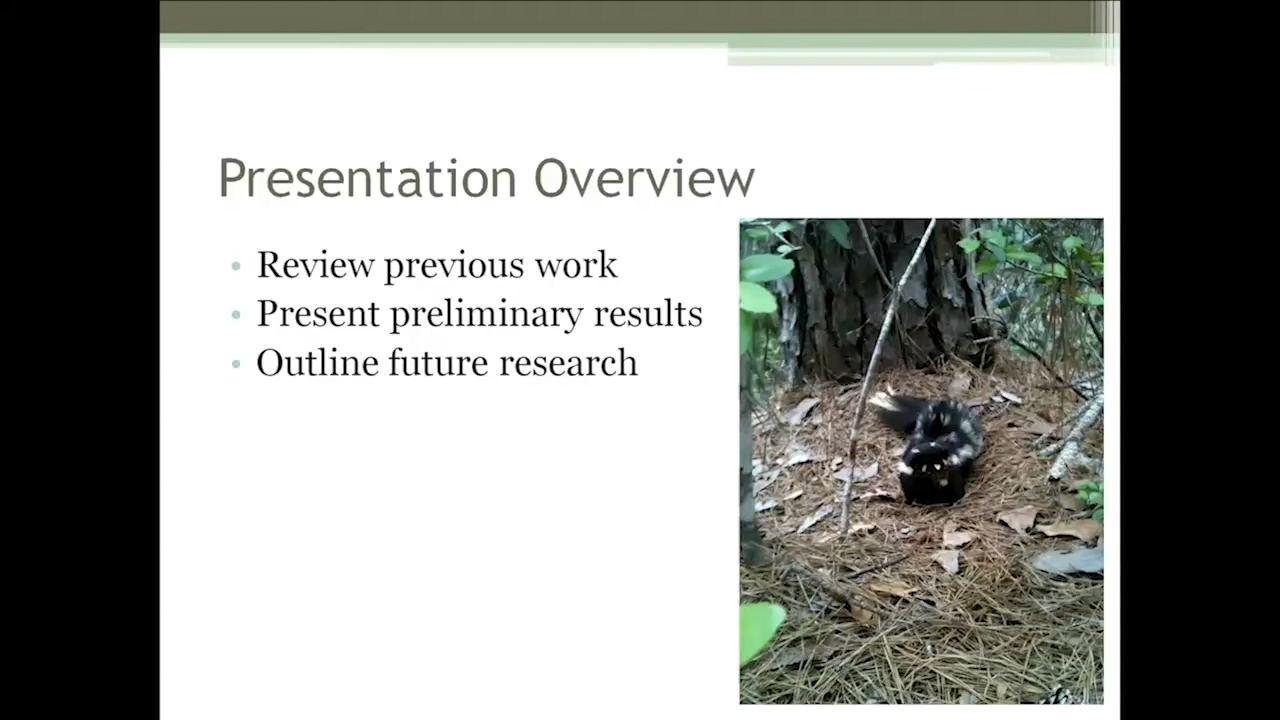 Presentation Overview
Review previous work
Present preliminary results
Outline future research